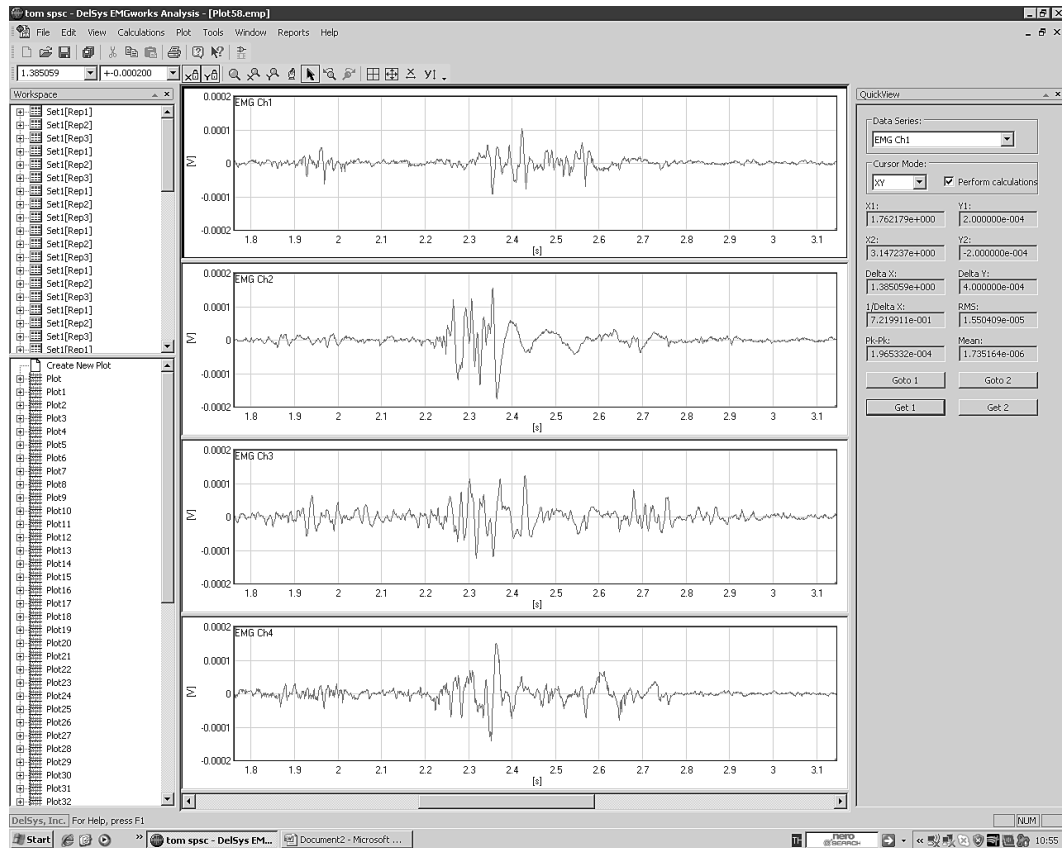 tom spsc - DelSys EMGworks Analysis - [Plot58.emp]
File Edit View Calculations Plot Tools Window Reports Help
1.385059 +-0.000200
Workspace
Set1[Rep1]
Set1[Rep2]
Set1[Rep3]
Set1[Rep1]
Set1[Rep2]
Set1[Rep3]
Set1[Rep1]
Set1[Rep2]
Set1[Rep3]
Set1[Rep1]
Set1[Rep2]
Set1[Rep3]
Set1[Rep1]
Set1[Rep2]
Set1[Rep3]
Set1[Rep1]
Set1[Rep2]
Set1[Rep3]
Set1[Rep1]
Create New Plot
Plot
Plot1
Plot2
Plot3
Plot4
Plot5
Plot6
Plot7
Plot8
Plot9
Plot10
Plot11
Plot12
Plot13
Plot14
Plot15
Plot16
Plot17
Plot18
Plot19
Plot20
Plot21
Plot22
Plot23
Plot24
Plot25
Plot26
Plot27
Plot28
Plot29
Plot30
Plot31
Plot32
EMG Ch1
0.0002
0.0001
0
-0.0001
-0.0002
[V]
1.8 1.9 2 2.1 2.2 2.3 2.4 2.5 2.6 2.7 2.8 2.9 3 3.1
[s]
EMG Ch2
0.0002
0.0001
0
-0.0001
-0.0002
[V]
1.8 1.9 2 2.1 2.2 2.3 2.4 2.5 2.6 2.7 2.8 2.9 3 3.1
[s]
EMG Ch3
0.0002
0.0001
0
-0.0001
-0.0002
[V]
1.8 1.9 2 2.1 2.2 2.3 2.4 2.5 2.6 2.7 2.8 2.9 3 3.1
[s]
EMG Ch4
0.0002
0.0001
0
-0.0001
-0.0002
[V]
1.8 1.9 2 2.1 2.2 2.3 2.4 2.5 2.6 2.7 2.8 2.9 3 3.1
[s]
QuickView
Data Series:
EMG Ch1
Cursor Mode:
XY Perform calculations
X1: Y1:
1.762179e+000 2.000000e-004
X2: Y2:
3.147237e+000 -2.000000e-004
Delta X: Delta Y:
1.385059e+000 4.000000e-004
1/Delta X: RMS:
7.219911e-001 1.550409e-005
Pk-Pk: Mean:
1.965332e-004 1.735164e-006
Goto 1 Goto 2
Get 1 Get 2
DelSys, Inc. For Help, press F1
NUM
Start tom spsc - DelSys EM... Document2 - Microsoft ... nero SEARCH 10:55